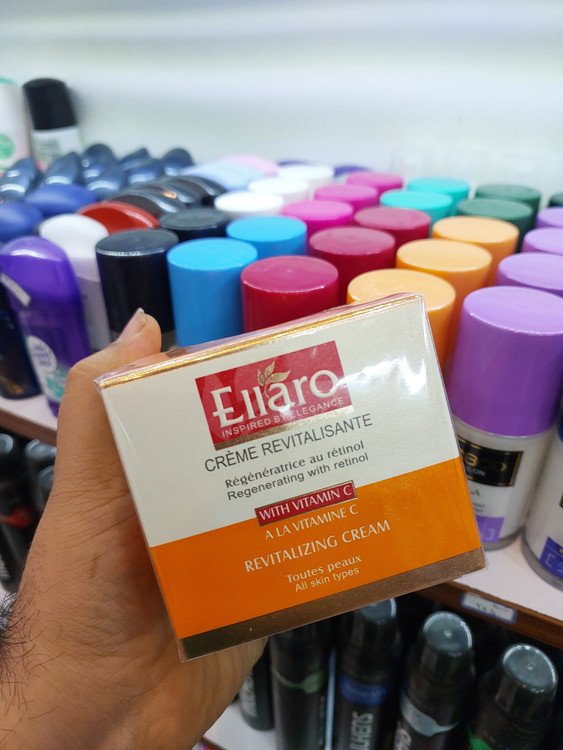 Ellaro
INSPIRED BY ELEGANCE
CRÈME REVITALISANTE
Régénératrice au rétinol
Regenerating with retinol
WITH VITAMIN C
A LA VITAMINE C
REVITALIZING CREAM
Toutes peaux
All skin types